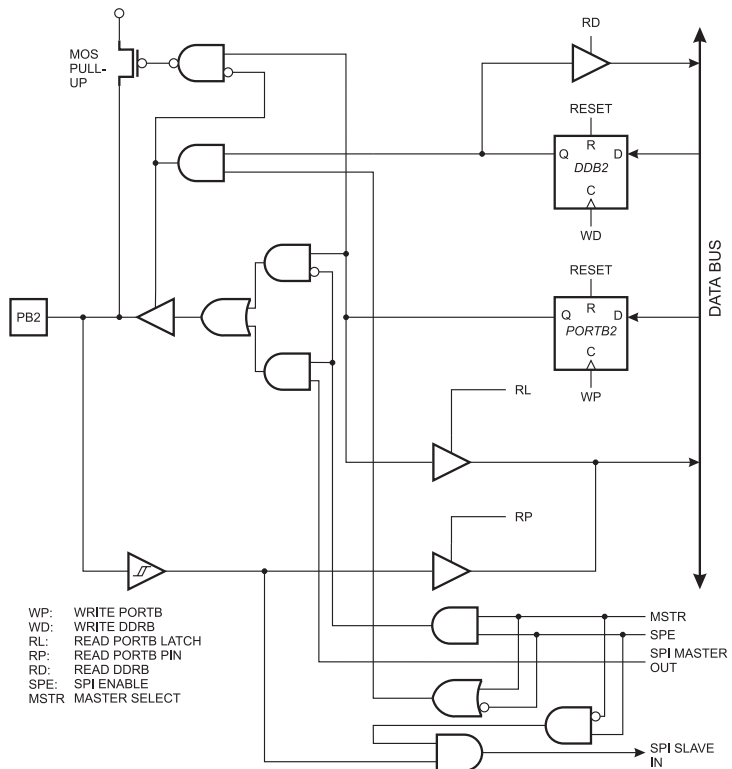 RD
MOS
PULL-
UP
RESET
R
Q
D
DDB2
C
WD
RESET
R
Q
D
PORTB2
C
WP
DATA BUS
PB2
RL
RP
WP: WRITE PORTB
WD: WRITE DDRB
RL: READ PORTB LATCH
RP: READ PORTB PIN
RD: READ DDRB
SPE: SPI ENABLE
MSTR MASTER SELECT
MSTR
SPE
SPI MASTER
OUT
SPI SLAVE
IN